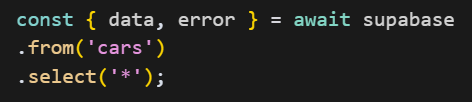 const { data, error } = await supabase
.from('cars')
.select('*');